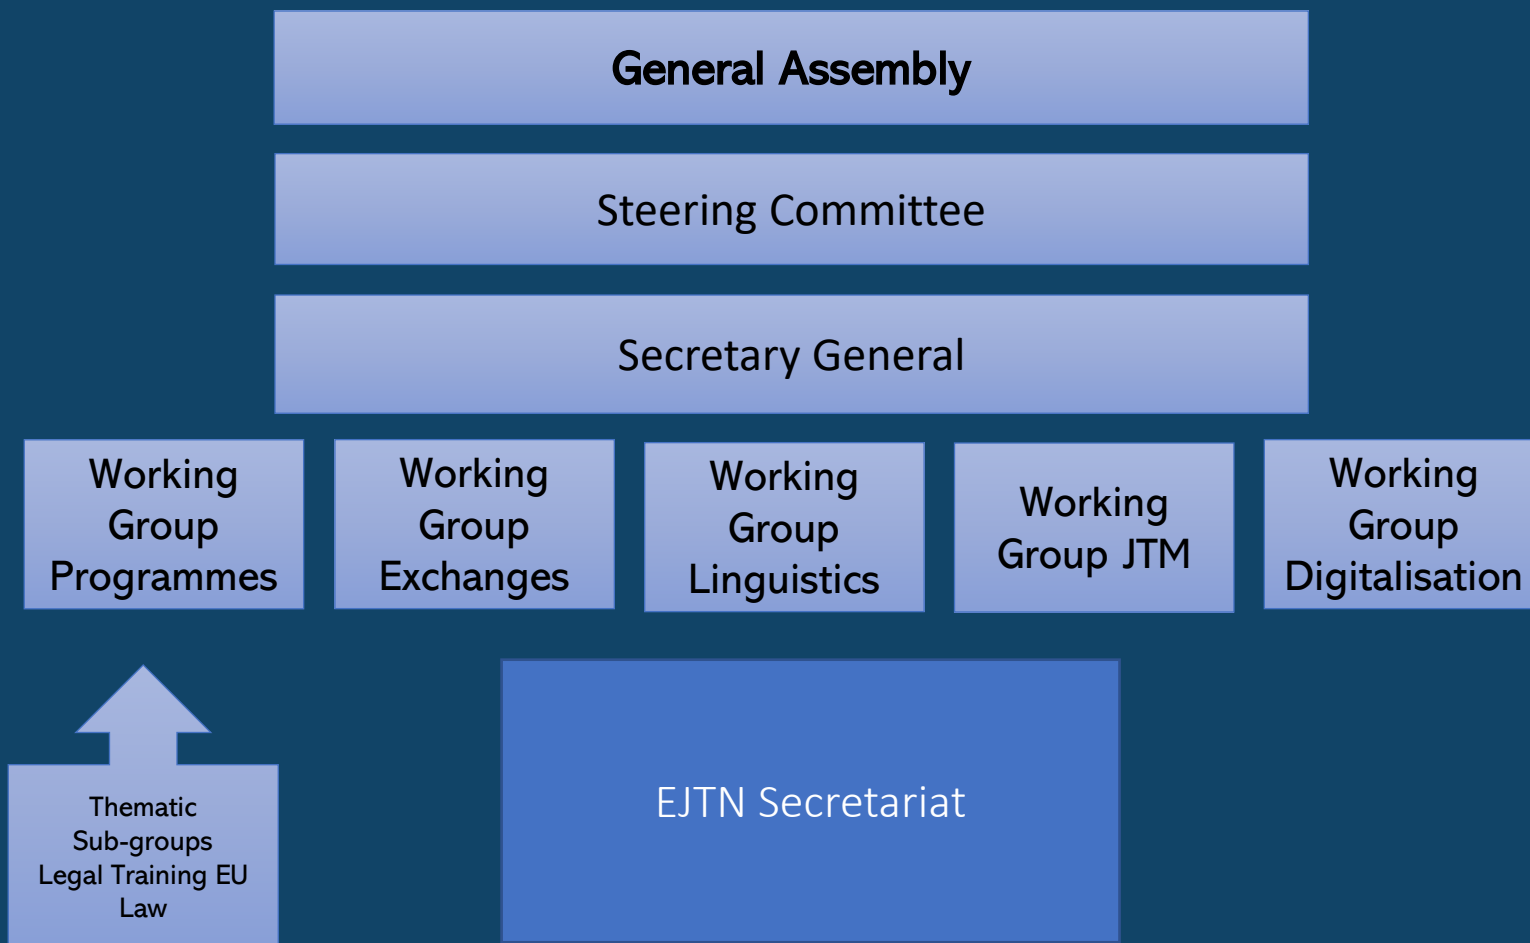 General Assembly
Steering Committee
Secretary General
Working
Group
Programmes
Working
Group
Exchanges
Working
Group
Linguistics
Working
Group JTM
Working
Group
Digitalisation
Thematic
Sub-groups
Legal Training EU
Law
EJTN Secretariat